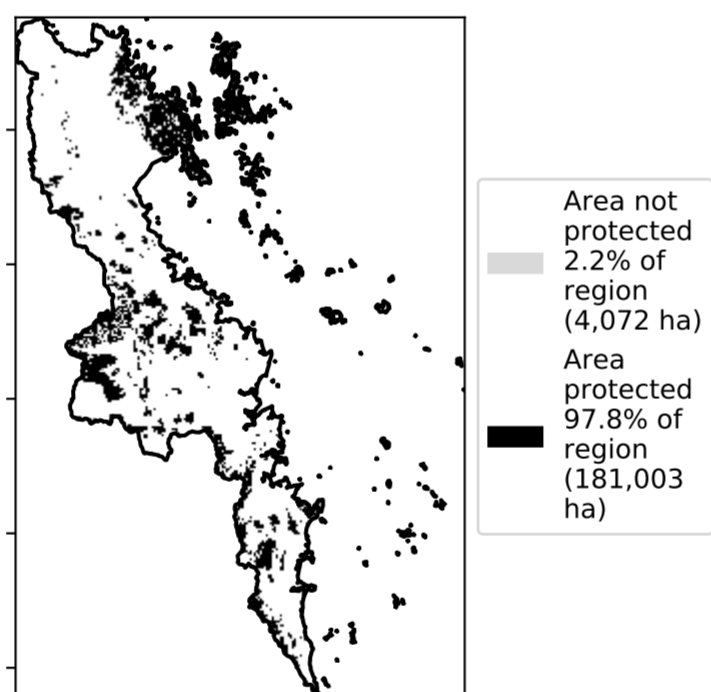 Area not
protected
2.2% of
region
(4,072 ha)
Area
protected
97.8% of
region
(181,003
ha)